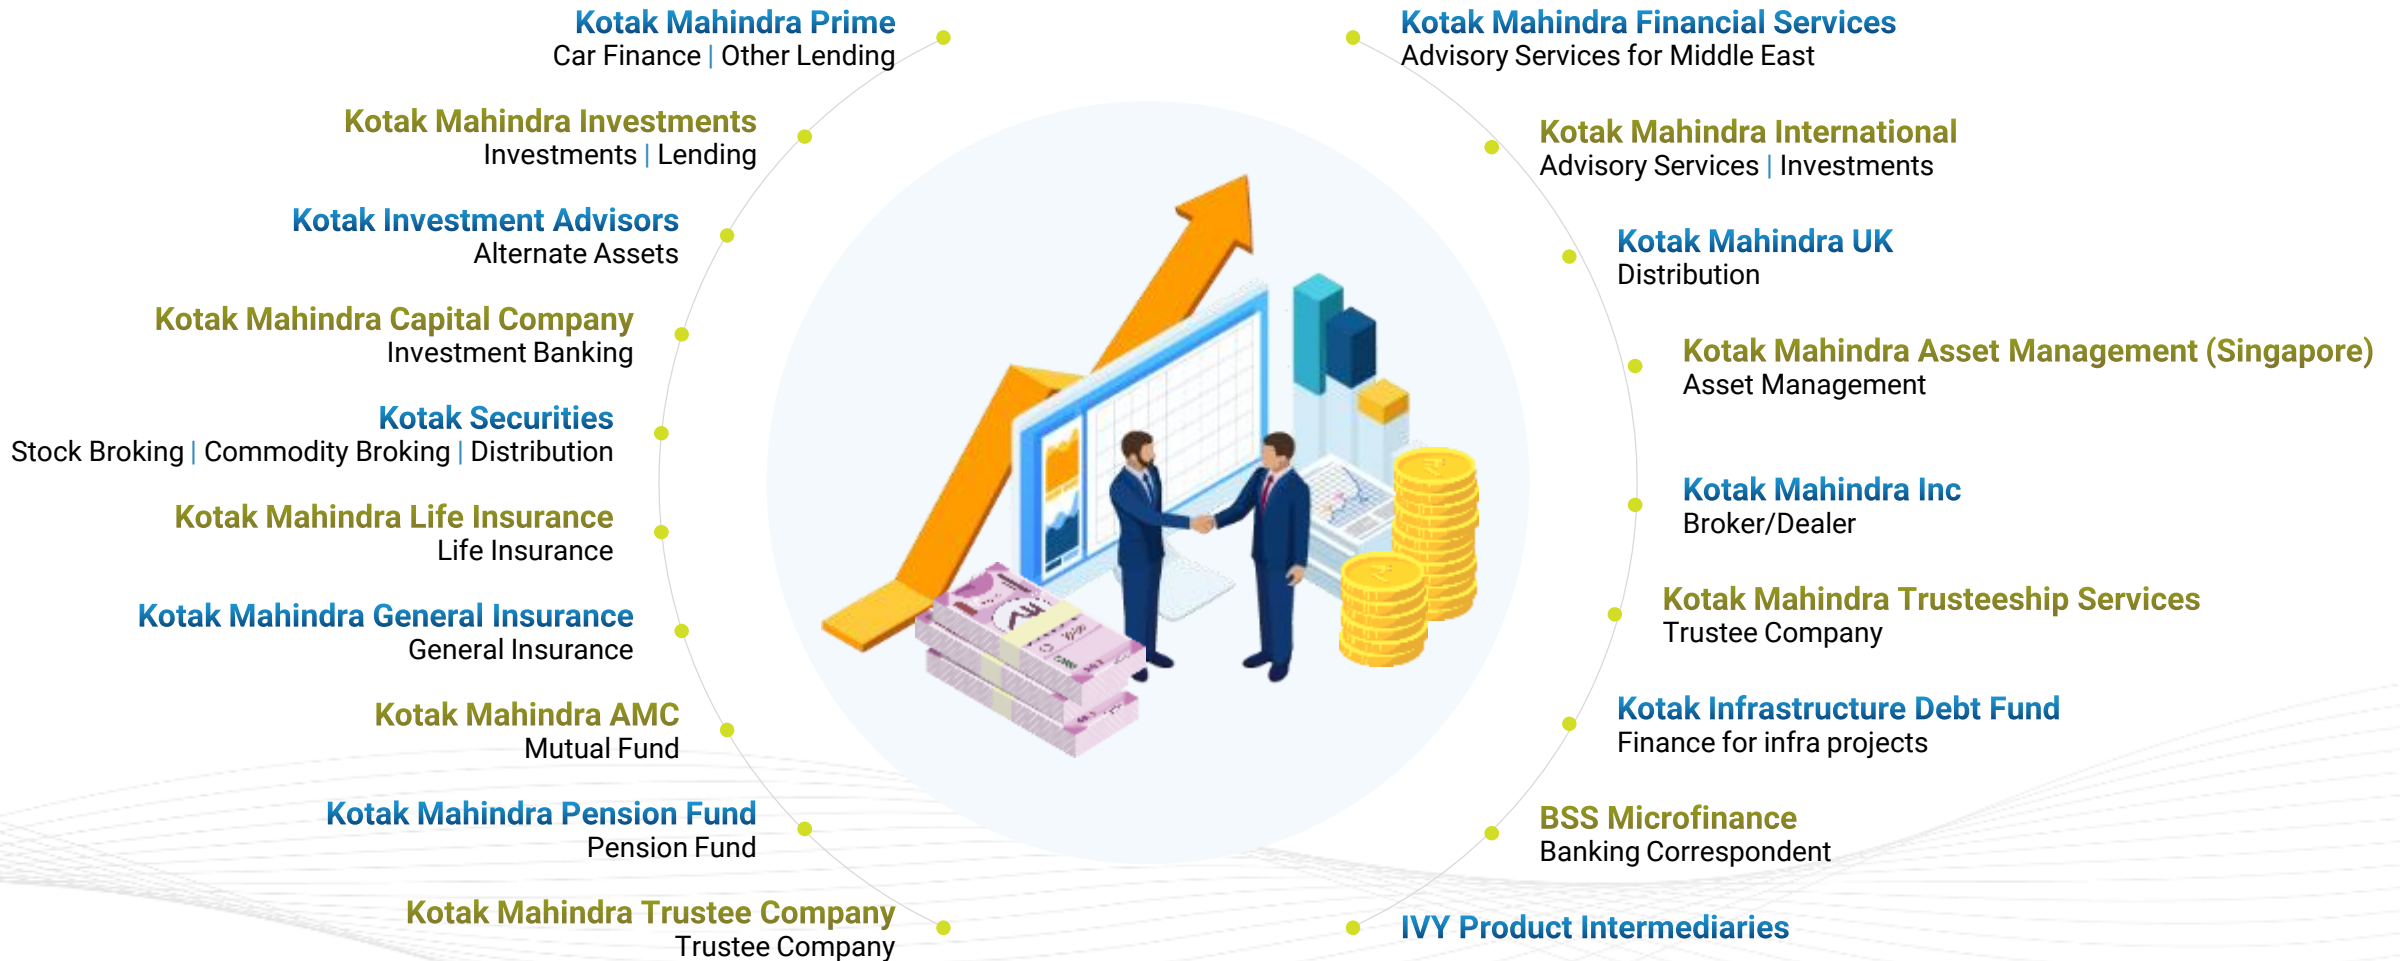 Kotak Mahindra Prime
Car Finance | Other Lending
Kotak Mahindra Investments
Investments | Lending
Kotak Investment Advisors
Alternate Assets
Kotak Mahindra Capital Company
Investment Banking
Kotak Securities
Stock Broking | Commodity Broking | Distribution
Kotak Mahindra Life Insurance
Life Insurance
Kotak Mahindra General Insurance
General Insurance
Kotak Mahindra AMC
Mutual Fund
Kotak Mahindra Pension Fund
Pension Fund
Kotak Mahindra Trustee Company
Trustee Company
Kotak Mahindra Financial Services
Advisory Services for Middle East
Kotak Mahindra International
Advisory Services | Investments
Kotak Mahindra UK
Distribution
Kotak Mahindra Asset Management (Singapore)
Asset Management
Kotak Mahindra Inc
Broker/Dealer
Kotak Mahindra Trusteeship Services
Trustee Company
Kotak Infrastructure Debt Fund
Finance for infra projects
BSS Microfinance
Banking Correspondent
IVY Product Intermediaries